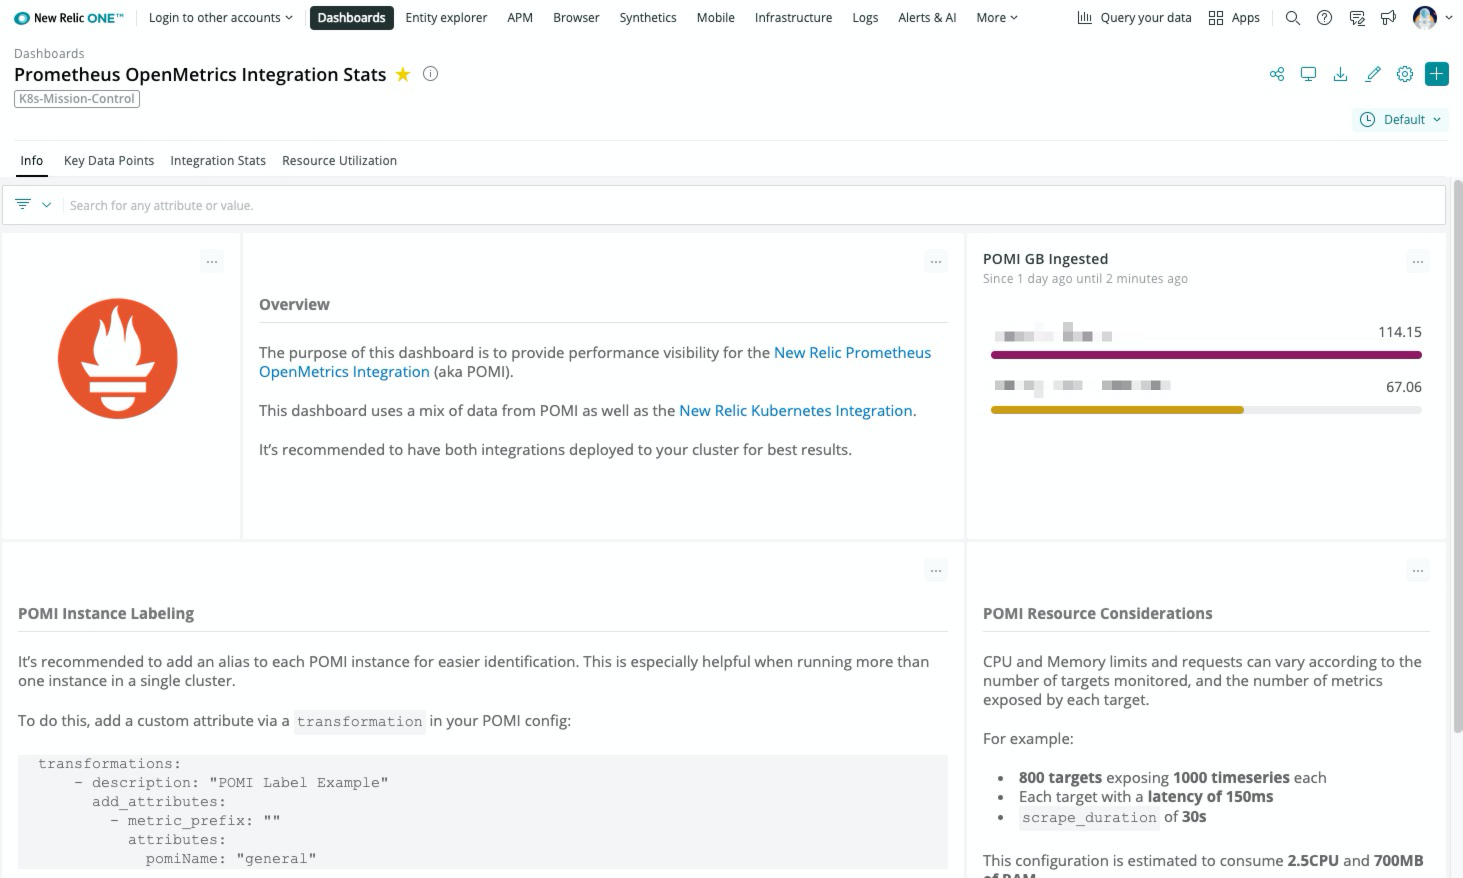 New Relic ONE™ Login to other accounts Dashboards Entity explorer APM Browser Synthetics Mobile Infrastructure Logs Alerts & AI More Query your data Apps
Dashboards
Prometheus OpenMetrics Integration Stats
K8s-Mission-Control
Default
Info Key Data Points Integration Stats Resource Utilization
Search for any attribute or value.
Overview
The purpose of this dashboard is to provide performance visibility for the New Relic Prometheus
OpenMetrics Integration (aka POMI).
This dashboard uses a mix of data from POMI as well as the New Relic Kubernetes Integration.
It's recommended to have both integrations deployed to your cluster for best results.
POMI GB Ingested
Since 1 day ago until 2 minutes ago
114.15
67.06
POMI Instance Labeling
It's recommended to add an alias to each POMI instance for easier identification. This is especially helpful when running more than
one instance in a single cluster.
To do this, add a custom attribute via a transformation in your POMI config:
transformations:
- description: "POMI Label Example"
add_attributes:
- metric_prefix: ""
attributes:
pomiName: "general"
POMI Resource Considerations
CPU and Memory limits and requests can vary according to the
number of targets monitored, and the number of metrics
exposed by each target.
For example:
• 800 targets exposing 1000 timeseries each
• Each target with a latency of 150ms
• scrape_duration of 30s
This configuration is estimated to consume 2.5CPU and 700MB
of RAM